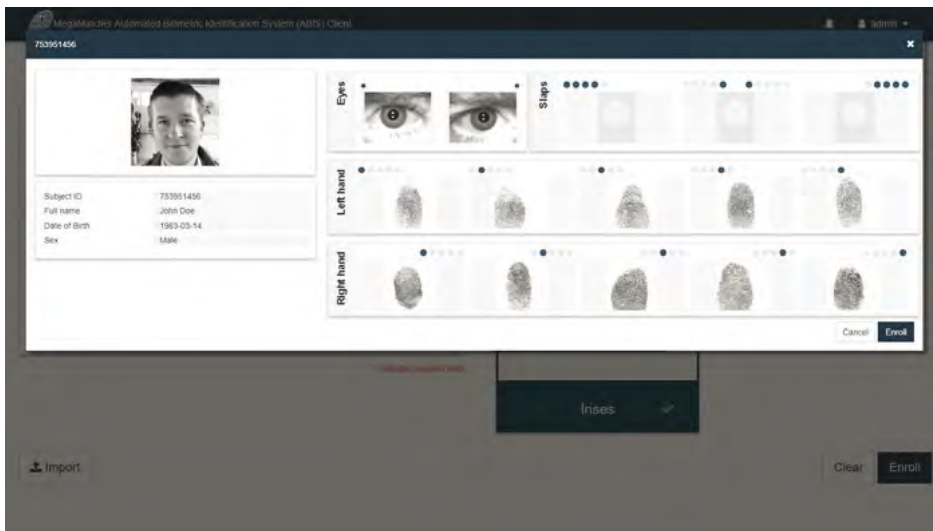 MegaMatcher Automated Biometric Identification System (ABIS) Client
admin
753951456
Eyes
Slaps
Left hand
Subject ID 753951456
Full name John Doe
Date of Birth 1963-03-14
Sex Male
Right hand
Cancel Enroll
Irises
Import
Clear Enroll